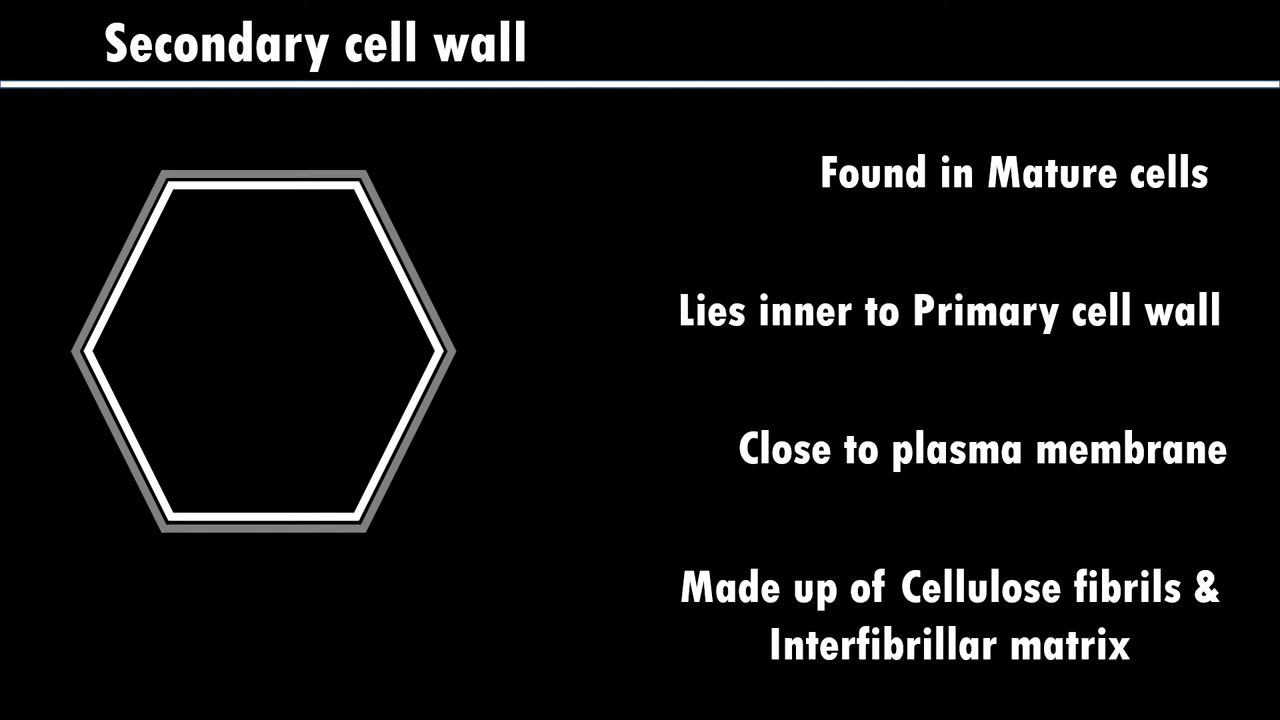 Secondary cell wall
Found in Mature cells
Lies inner to Primary cell wall
Close to plasma membrane
Made up of Cellulose fibrils &
Interfibrillar matrix